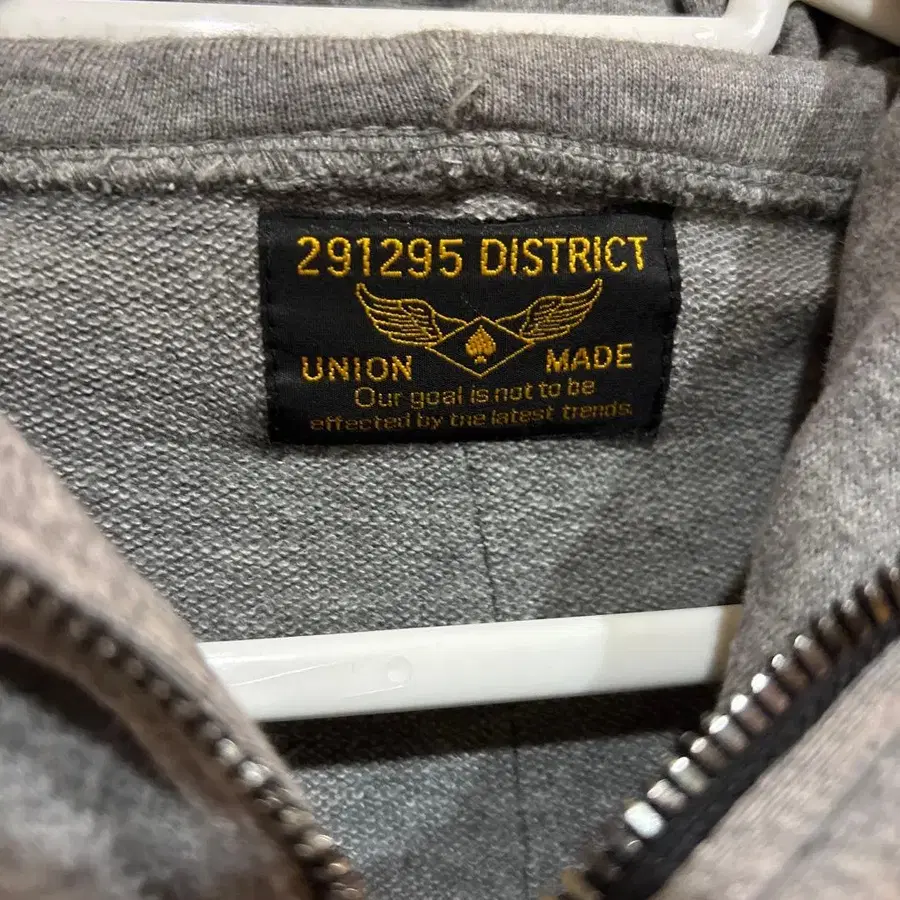 291295 DISTRICT
UNION MADE
Our goal is not to be
effected by the latest trends.